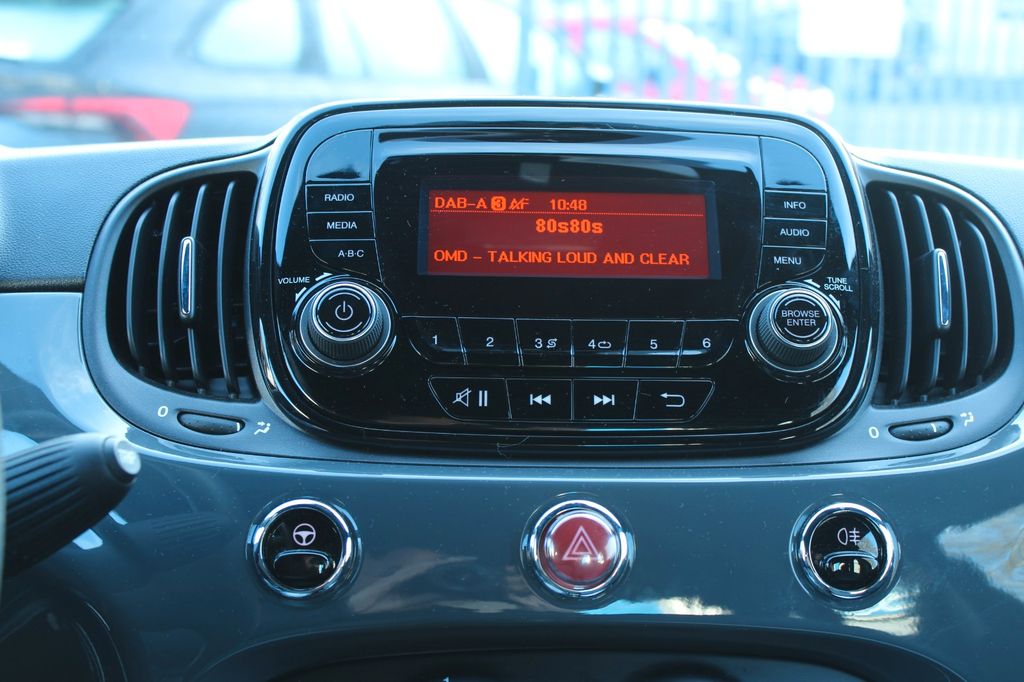 RADIO
MEDIA
A-B-C
VOLUME
DAB-A 3 AF 10:48
80s80s
OMD - TALKING LOUD AND CLEAR
INFO
AUDIO
MENU
TUNE
SCROLL
BROWSE
ENTER
1 2 3 4 5 6
0
0